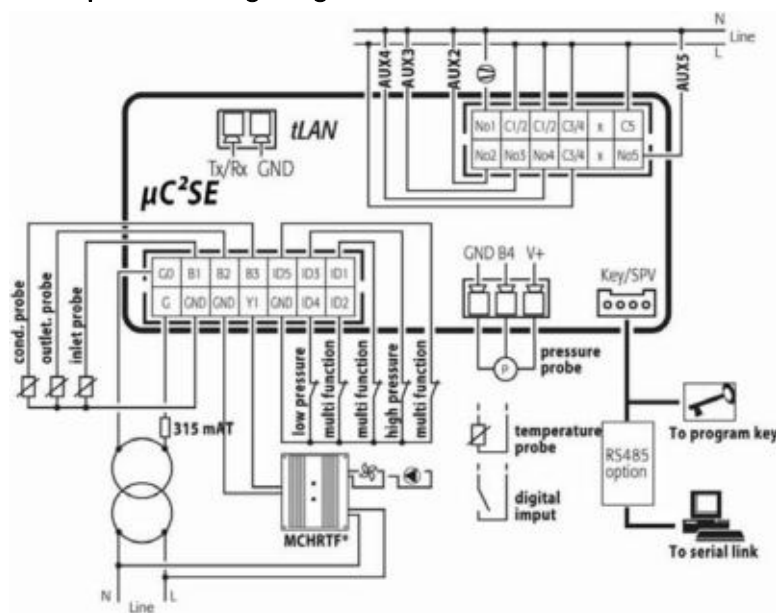 N
Line
L
AUX4
AUX3
AUX2
AUX5
No1 C1/2 C1/2 C3/4 x C5
No2 No3 No4 C3/4 x No5
tLAN
Tx/Rx GND
µC²SE
G0 B1 B2 B3 ID5 ID3 ID1
G GND GND Y1 GND ID4 ID2
GND B4 V+
Key/SPV
cond. probe
outlet. probe
inlet probe
low pressure
multi function
multi function
high pressure
multi function
P
pressure
probe
315 mAT
temperature
probe
digital
imput
To program key
RS485
option
To serial link
MCHRTF*
N Line L